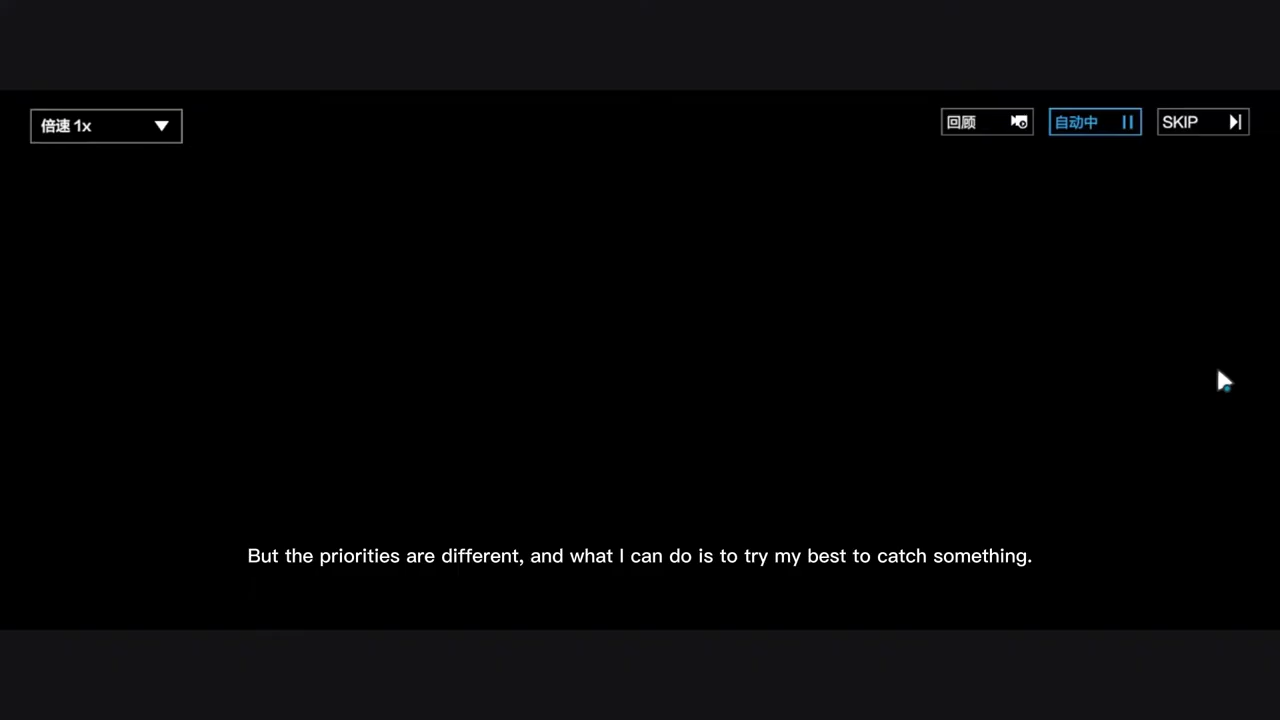 倍速 1x
回顾
自动中
SKIP
But the priorities are different, and what I can do is to try my best to catch something.